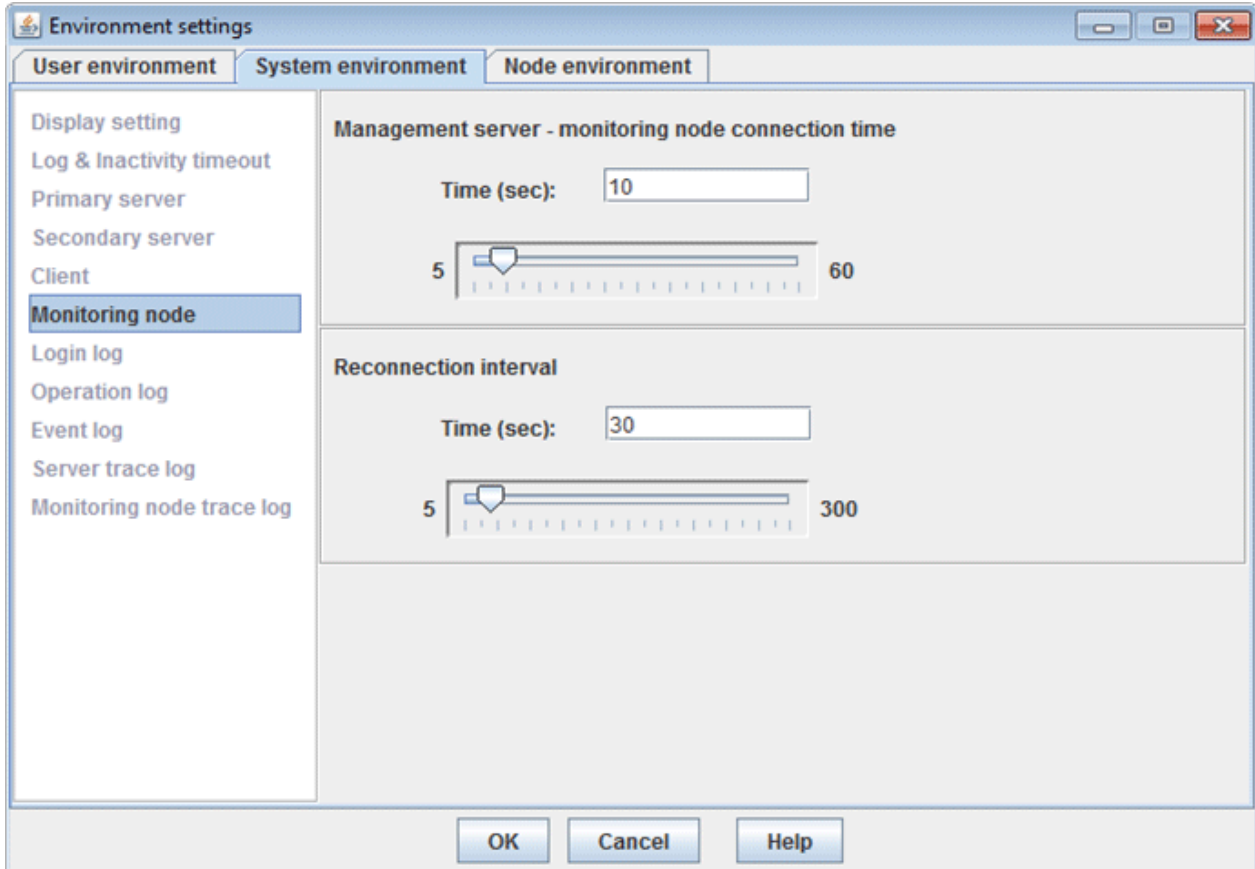 Environment settings
User environment System environment Node environment
Display setting
Log & Inactivity timeout
Primary server
Secondary server
Client
Monitoring node
Login log
Operation log
Event log
Server trace log
Monitoring node trace log
Management server - monitoring node connection time
Time (sec): 10
5 60
Reconnection interval
Time (sec): 30
5 300
OK Cancel Help